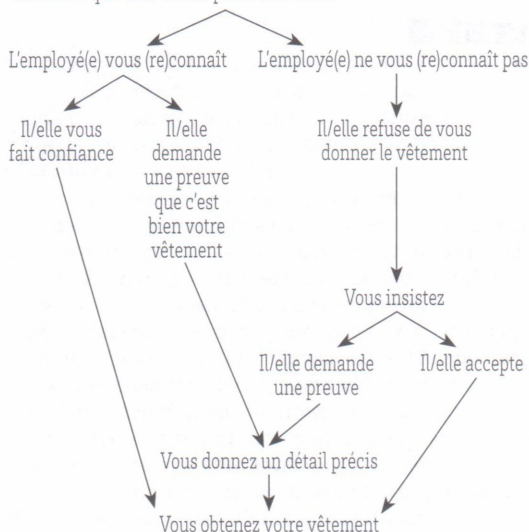 L'employé(e) vous (re)connaît
L'employé(e) ne vous (re)connaît pas
Il/elle vous
fait confiance
Il/elle
demande
une preuve
que c'est
bien votre
vêtement
Il/elle refuse de vous
donner le vêtement
Vous insistez
Il/elle demande
une preuve
Il/elle accepte
Vous donnez un détail précis
Vous obtenez votre vêtement